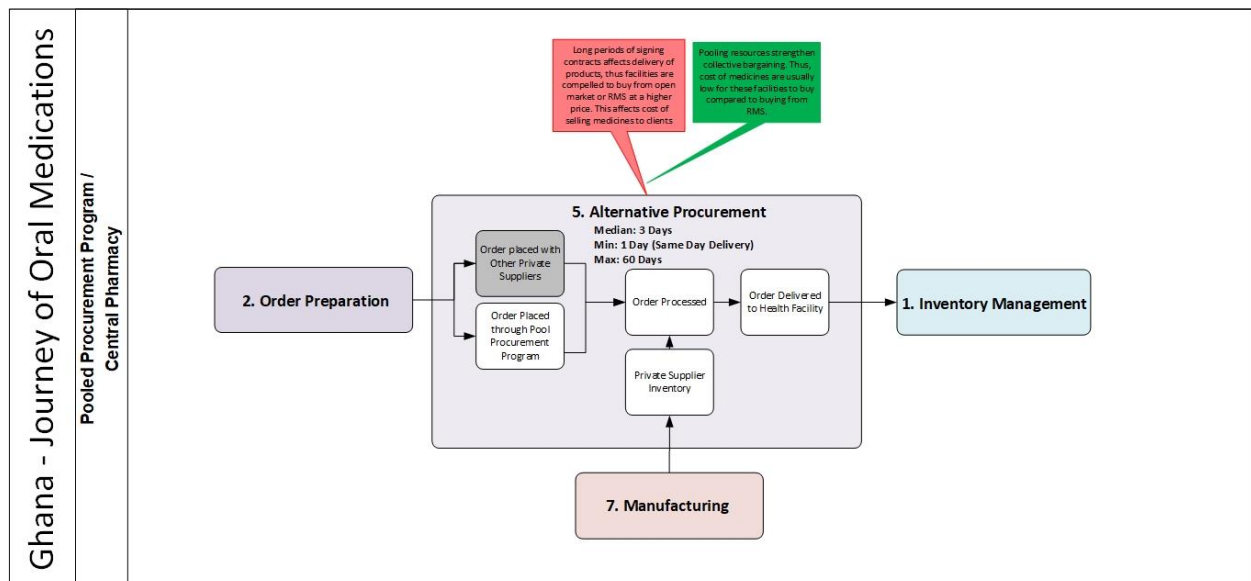 Ghana - Journey of Oral Medications
Pooled Procurement Program /
Central Pharmacy
Long periods of signing
contracts affects delivery of
products, thus facilities are
compelled to buy from open
market or RMS at a higher
price. This affects cost of
selling medicines to clients
Pooling resources strengthen
collective bargaining. Thus,
cost of medicines are usually
low for these facilities to buy
compared to buying from
RMS.
5. Alternative Procurement
Median: 3 Days
Min: 1 Day (Same Day Delivery)
Max: 60 Days
Order placed with
Other Private
Suppliers
2. Order Preparation
Order Placed
through Pool
Procurement
Program
Order Processed
Order Delivered
to Health Facility
1. Inventory Management
Private Supplier
Inventory
7. Manufacturing